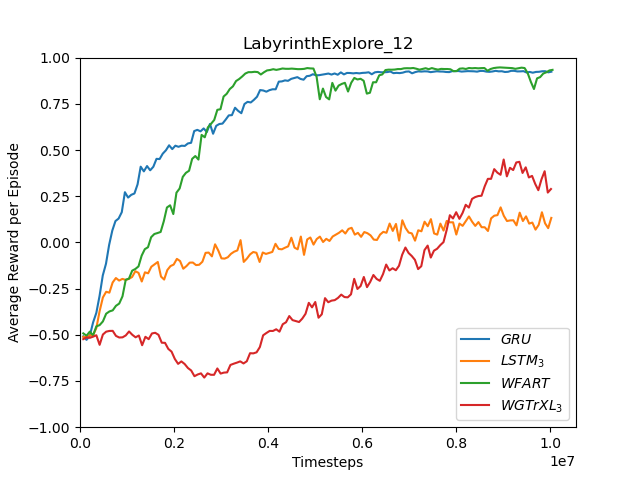 LabyrinthExplore_12
Average Reward per Episode
1.00
0.75
0.50
0.25
0.00
−0.25
−0.50
−0.75
−1.00
GRU
LSTM₃
WFART
WGTrXL₃
0.0 0.2 0.4 0.6 0.8 1.0
1e7
Timesteps